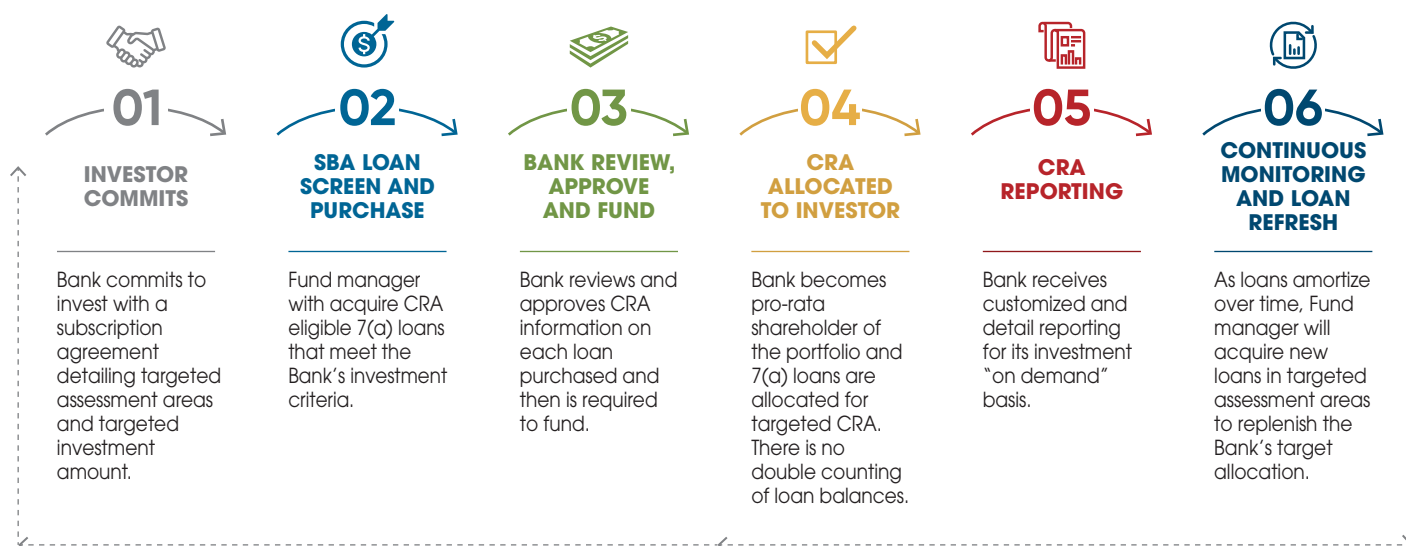 01
INVESTOR
COMMITS
Bank commits to
invest with a
subscription
agreement
detailing targeted
assessment areas
and targeted
investment
amount.
02
SBA LOAN
SCREEN AND
PURCHASE
Fund manager
with acquire CRA
eligible 7(a) loans
that meet the
Bank’s investment
criteria.
03
BANK REVIEW,
APPROVE
AND FUND
Bank reviews and
approves CRA
information on
each loan
purchased and
then is required
to fund.
04
CRA
ALLOCATED
TO INVESTOR
Bank becomes
pro-rata
shareholder of
the portfolio and
7(a) loans are
allocated for
targeted CRA.
There is no
double counting
of loan balances.
05
CRA
REPORTING
Bank receives
customized and
detail reporting
for its investment
“on demand”
basis.
06
CONTINUOUS
MONITORING
AND LOAN
REFRESH
As loans amortize
over time, Fund
manager will
acquire new
loans in targeted
assessment areas
to replenish the
Bank’s target
allocation.